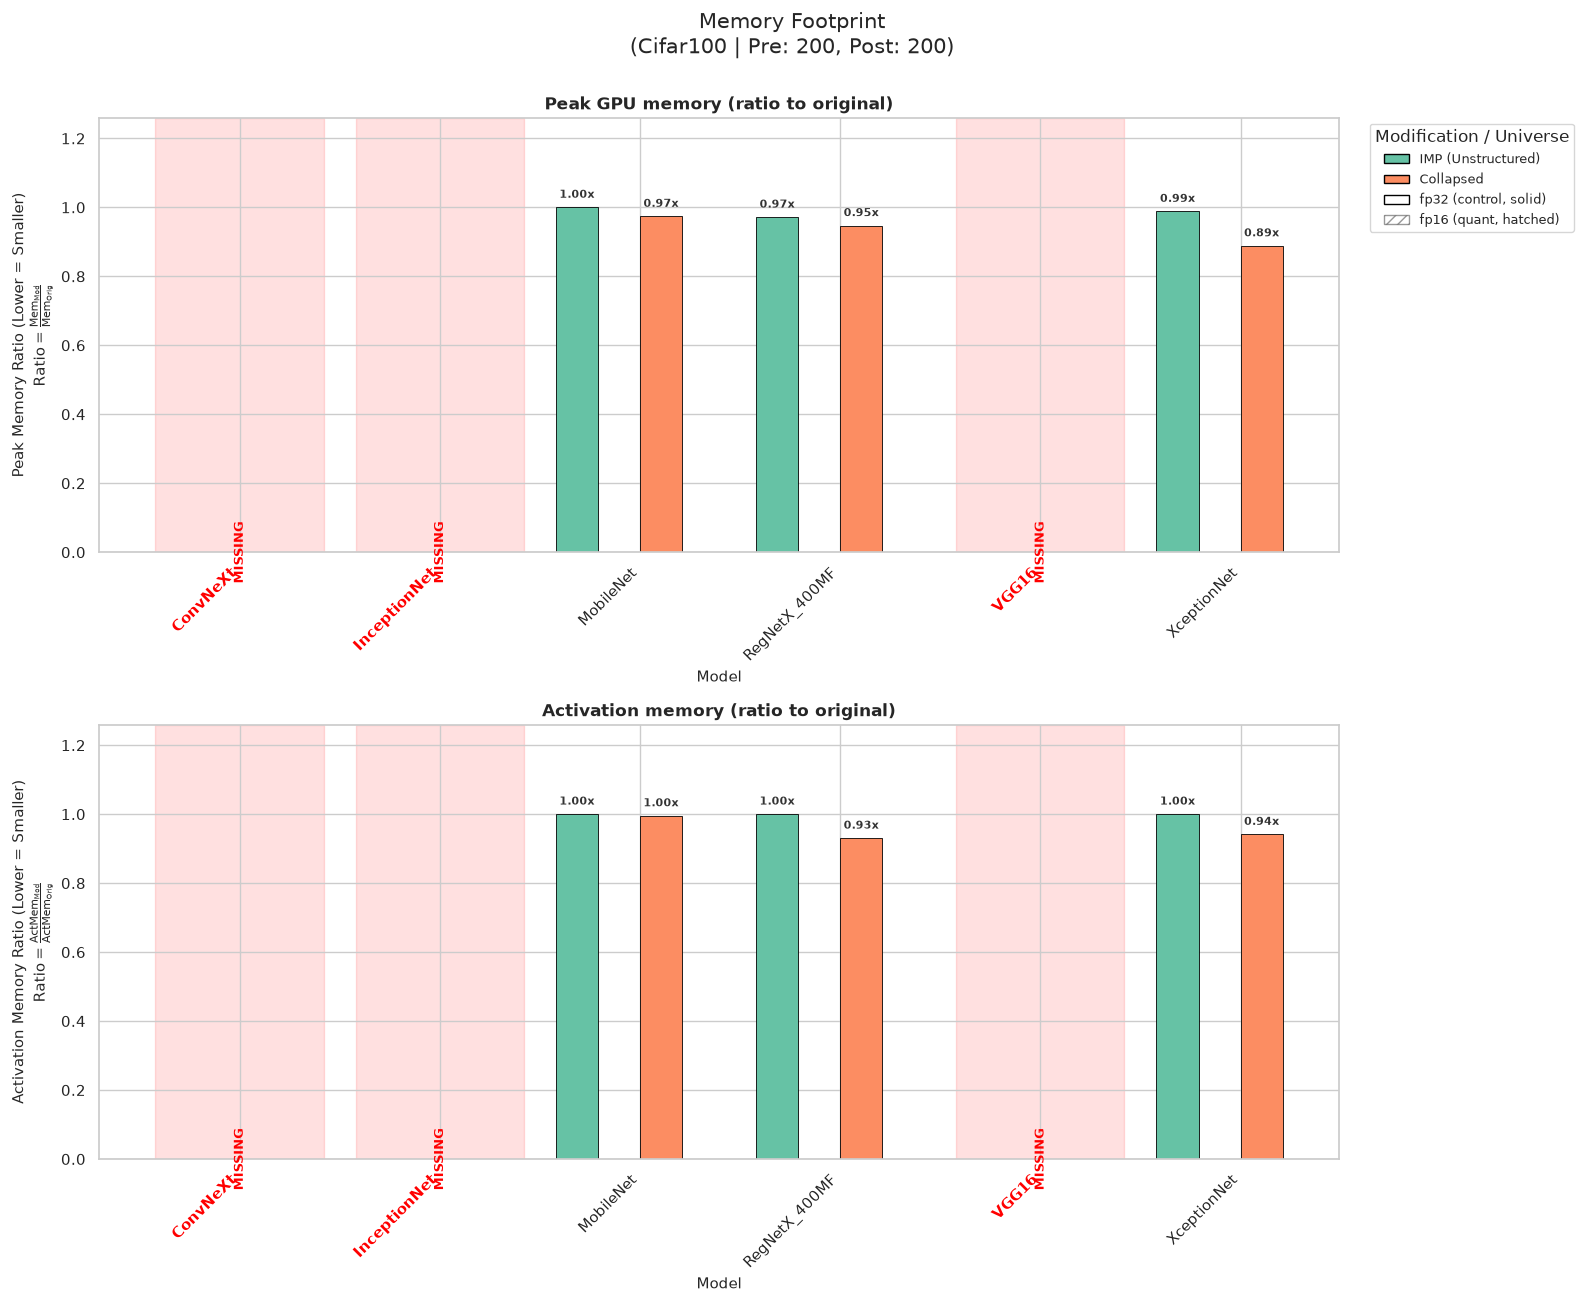 Memory Footprint
(Cifar100 | Pre: 200, Post: 200)
Peak GPU memory (ratio to original)
Peak Memory Ratio (Lower = Smaller)
Ratio = Mem_Mod / Mem_Orig
1.2
1.0
0.8
0.6
0.4
0.2
0.0
1.00x
0.97x
0.97x
0.95x
0.99x
0.89x
MISSING
MISSING
MISSING
ConvNeXt
InceptionNet
MobileNet
RegNetX_400MF
VGG16
XceptionNet
Model
Modification / Universe
IMP (Unstructured)
Collapsed
fp32 (control, solid)
fp16 (quant, hatched)
Activation memory (ratio to original)
Activation Memory Ratio (Lower = Smaller)
Ratio = ActMem_Mod / ActMem_Orig
1.2
1.0
0.8
0.6
0.4
0.2
0.0
1.00x
1.00x
1.00x
0.93x
1.00x
0.94x
MISSING
MISSING
MISSING
ConvNeXt
InceptionNet
MobileNet
RegNetX_400MF
VGG16
XceptionNet
Model